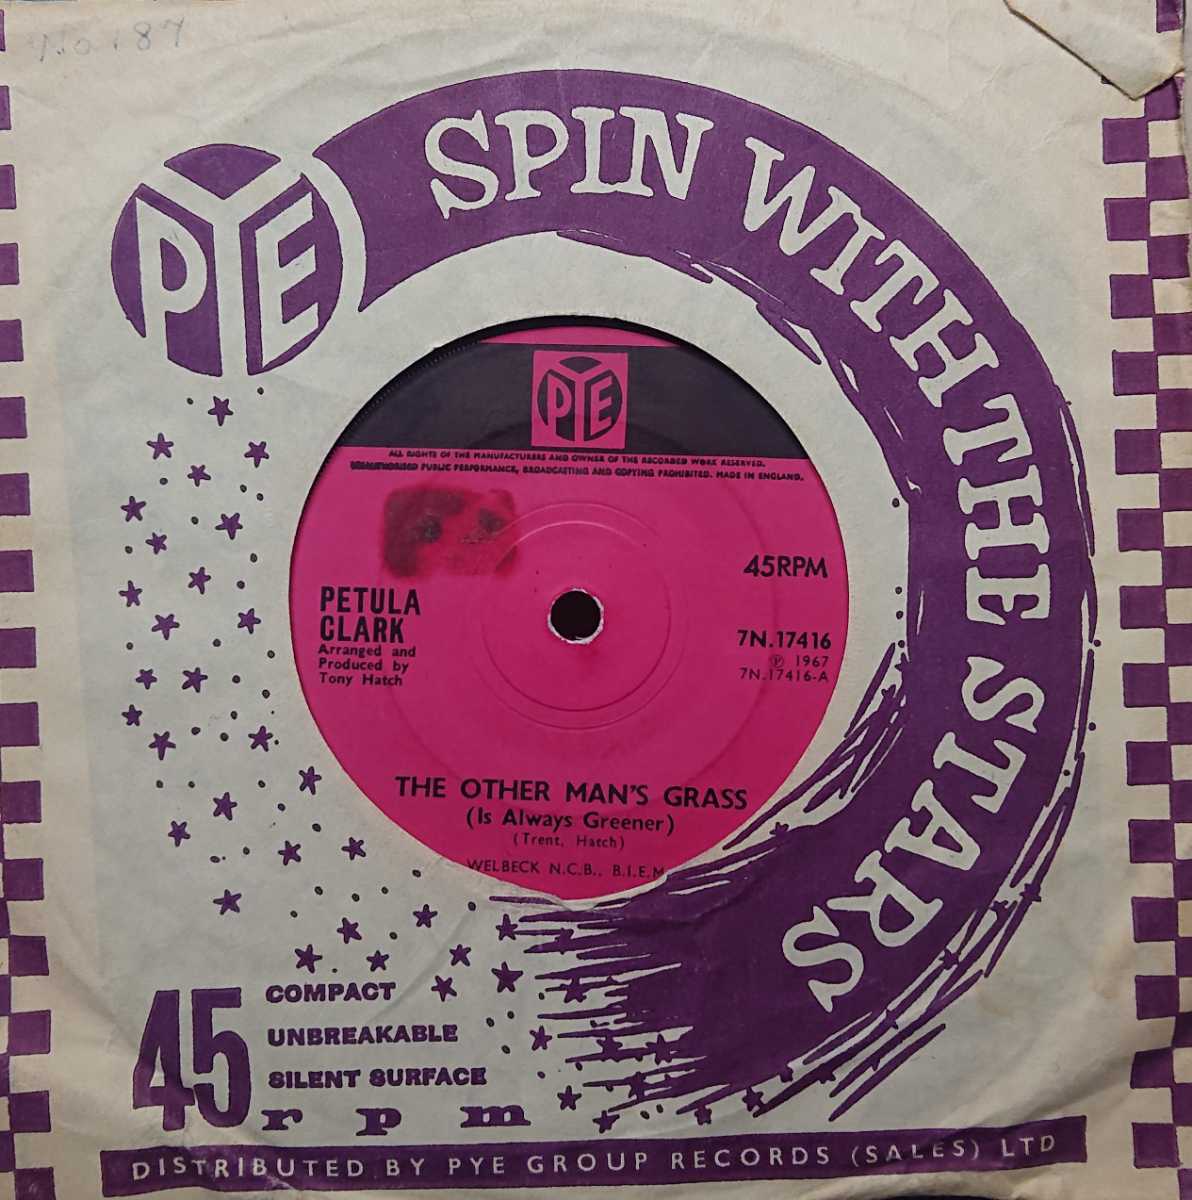 No. 187
PYE
SPIN WITH THE STARS
PYE
ALL RIGHTS OF THE MANUFACTURERS AND OWNER OF THE RECORDED WORK RESERVED.
UNAUTHORISED PUBLIC PERFORMANCE, BROADCASTING AND COPYING PROHIBITED. MADE IN ENGLAND.
45RPM
PETULA
CLARK
Arranged and
Produced by
Tony Hatch
7N.17416
Ⓟ 1967
7N.17416-A
THE OTHER MAN'S GRASS
(Is Always Greener)
(Trent, Hatch)
WELBECK N.C.B., B.I.E.M
45
rpm
COMPACT
UNBREAKABLE
SILENT SURFACE
DISTRIBUTED BY PYE GROUP RECORDS (SALES) LTD